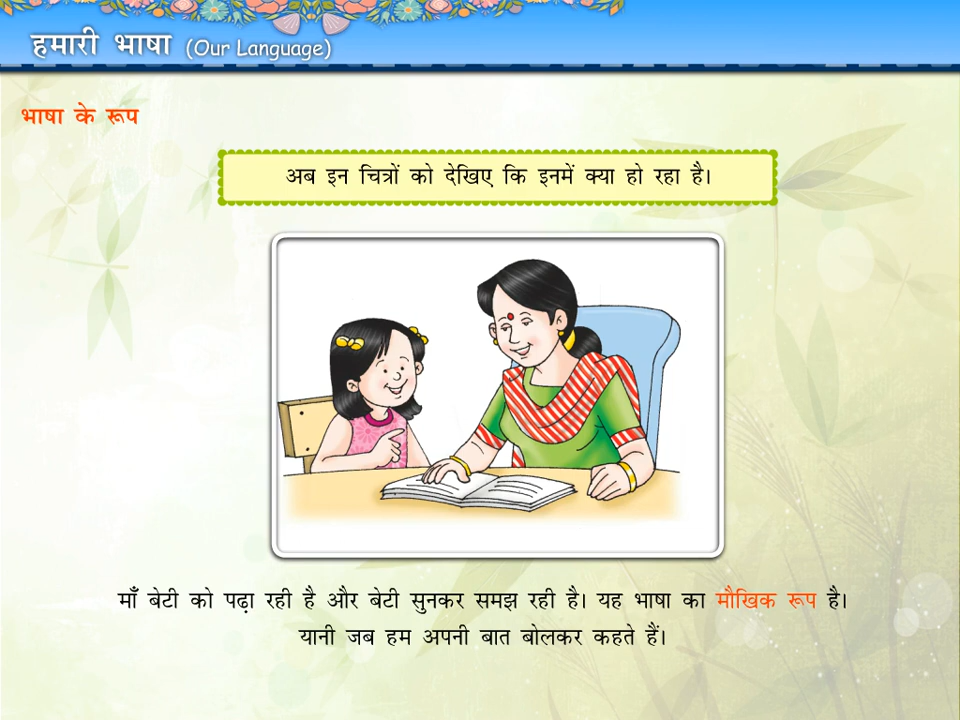 हमारी भाषा (Our Language)
भाषा के रूप
अब इन चित्रों को देखिए कि इनमें क्या हो रहा है।
माँ बेटी को पढ़ा रही है और बेटी सुनकर समझ रही है। यह भाषा का मौखिक रूप है।
यानी जब हम अपनी बात बोलकर कहते हैं।